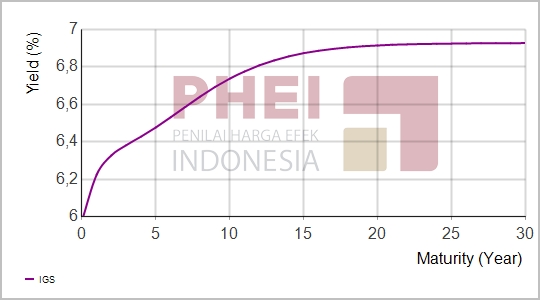 Yield (%)
7
6,8
6,6
6,4
6,2
6
PHEI
PENILAI HARGA EFEK
INDONESIA
0 5 10 15 20 25 30
Maturity (Year)
IGS